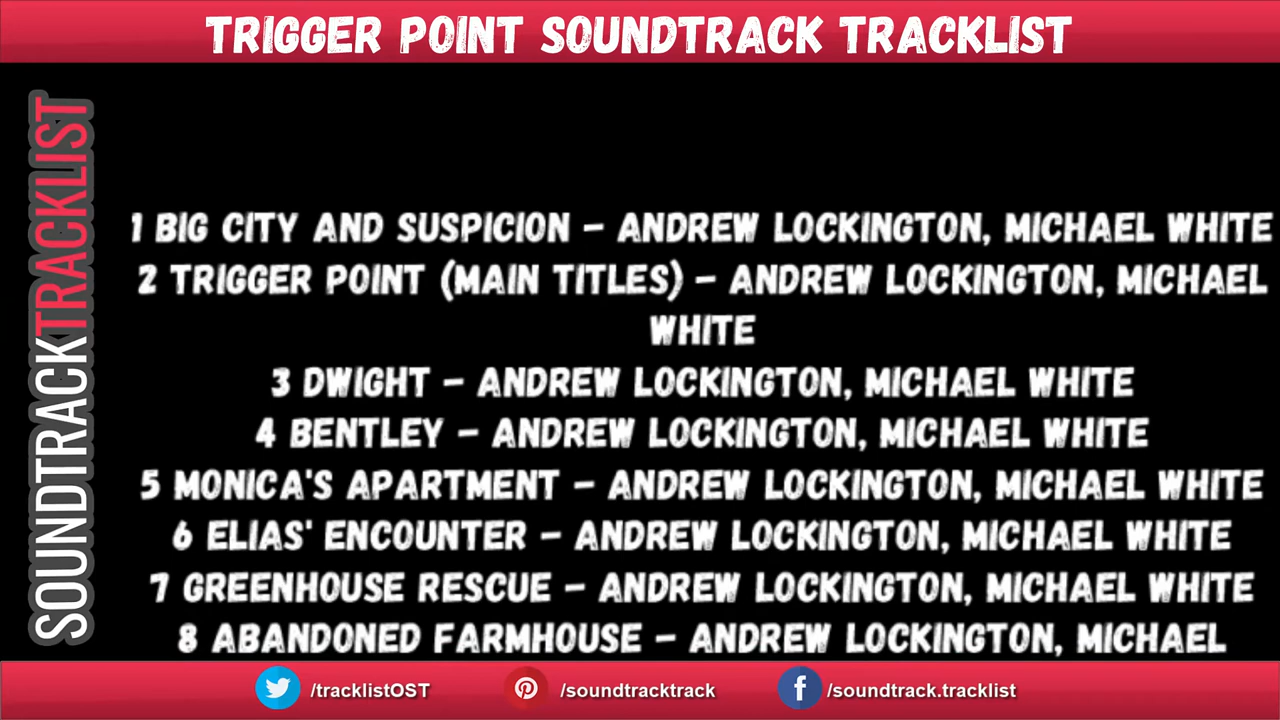 TRIGGER POINT SOUNDTRACK TRACKLIST
SOUNDTRACKTRACKLIST
1 BIG CITY AND SUSPICION – ANDREW LOCKINGTON, MICHAEL WHITE
2 TRIGGER POINT (MAIN TITLES) – ANDREW LOCKINGTON, MICHAEL
WHITE
3 DWIGHT – ANDREW LOCKINGTON, MICHAEL WHITE
4 BENTLEY – ANDREW LOCKINGTON, MICHAEL WHITE
5 MONICA'S APARTMENT – ANDREW LOCKINGTON, MICHAEL WHITE
6 ELIAS' ENCOUNTER – ANDREW LOCKINGTON, MICHAEL WHITE
7 GREENHOUSE RESCUE – ANDREW LOCKINGTON, MICHAEL WHITE
8 ABANDONED FARMHOUSE – ANDREW LOCKINGTON, MICHAEL
/tracklistOST /soundtracktrack /soundtrack.tracklist